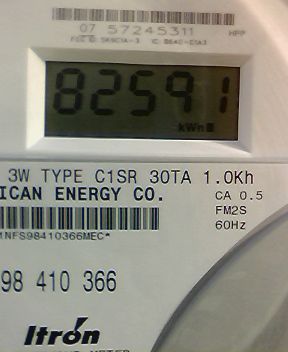 07 57245311
HPP
82591
kWh
3W TYPE C1SR 30TA 1.0Kh
ICAN ENERGY CO.
CA 0.5
FM2S
60Hz
1NFS98410366MEC*
98 410 366
Itron